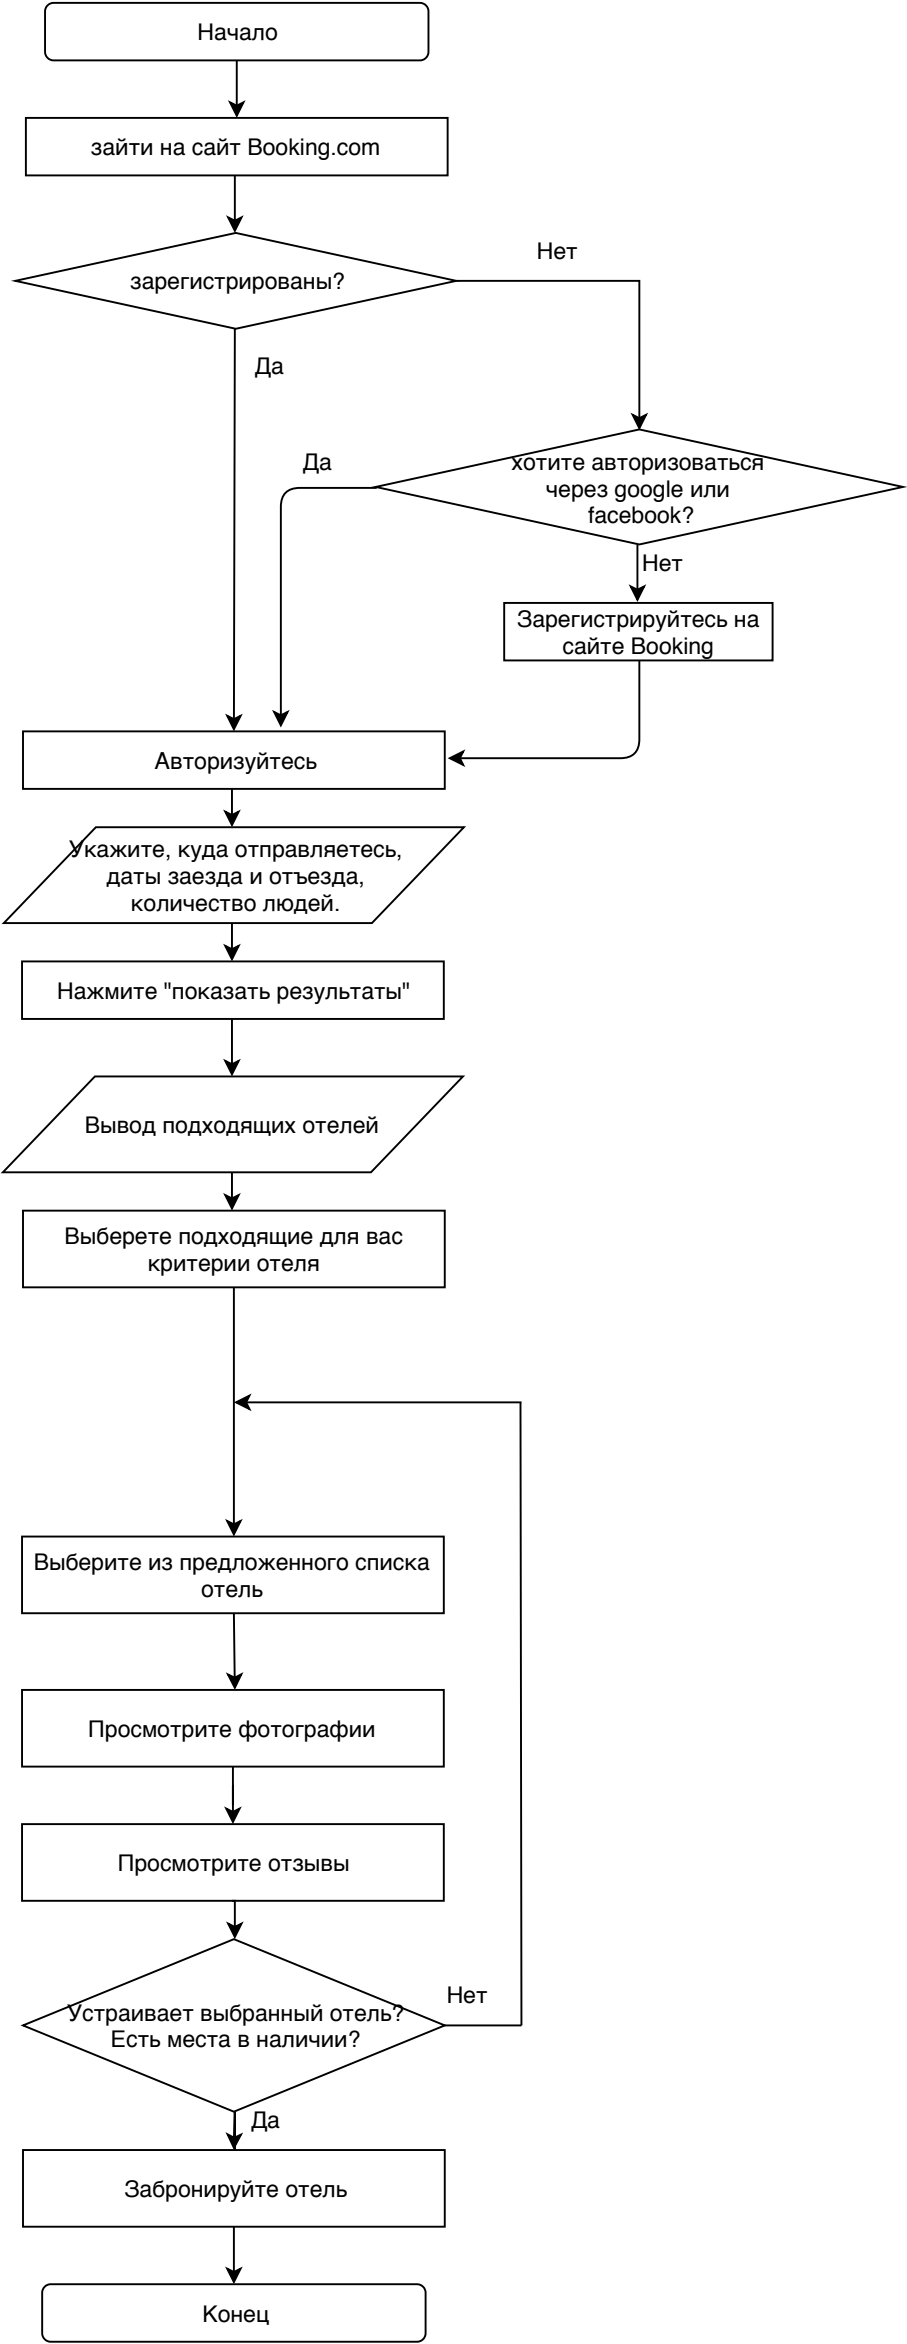 Начало
зайти на сайт Booking.com
Нет
зарегистрированы?
Да
Да
хотите авторизоваться
через google или
facebook?
Нет
Зарегистрируйтесь на
сайте Booking
Авторизуйтесь
Укажите, куда отправляетесь,
даты заезда и отъезда,
количество людей.
Нажмите "показать результаты"
Вывод подходящих отелей
Выберете подходящие для вас
критерии отеля
Выберите из предложенного списка
отель
Просмотрите фотографии
Просмотрите отзывы
Нет
Устраивает выбранный отель?
Есть места в наличии?
Да
Забронируйте отель
Конец